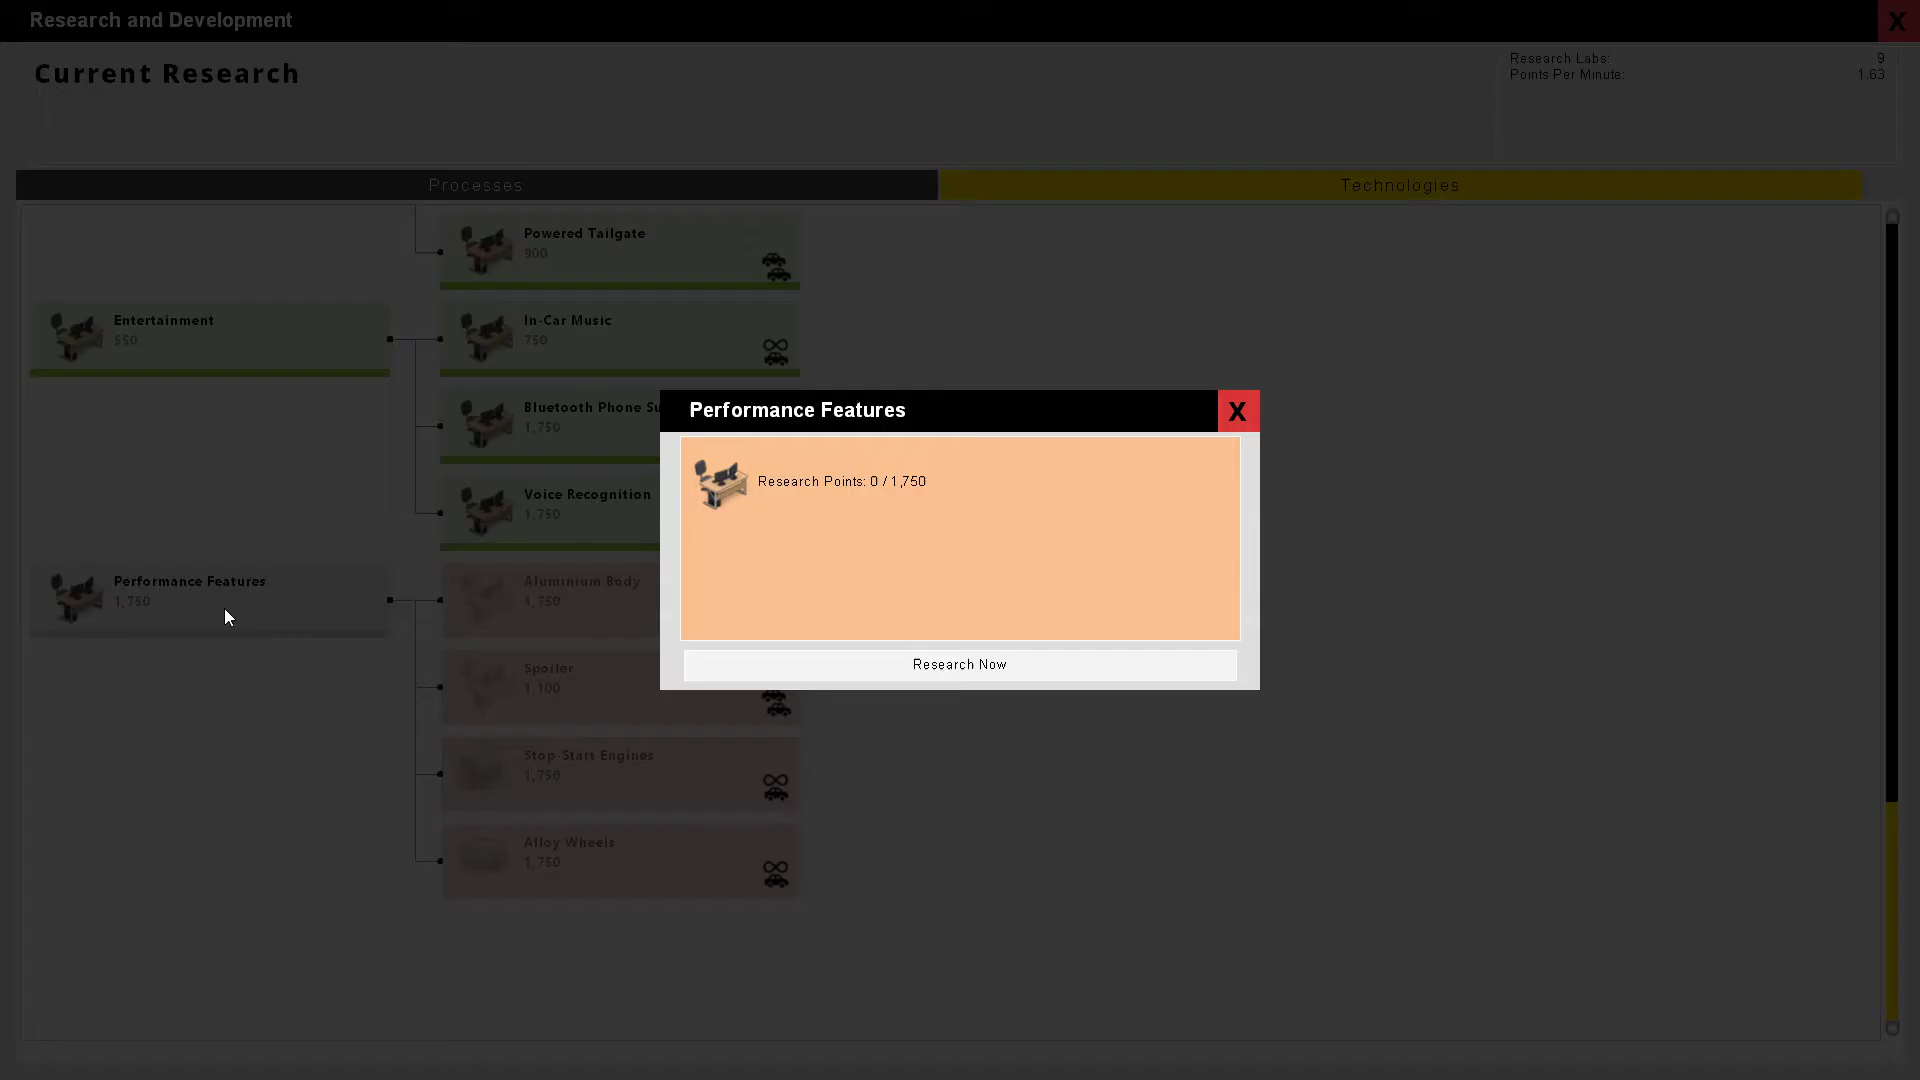 Research and Development
X
Current Research
Research Labs: 9
Points Per Minute: 1.63
Processes
Technologies
Powered Tailgate
900
Entertainment
550
In-Car Music
750
Bluetooth Phone Su
1,750
Voice Recognition
1,750
Performance Features
X
Research Points: 0 / 1,750
Research Now
Performance Features
1,750
Aluminium Body
1,750
Spoiler
1,100
Stop-Start Engines
1,750
Alloy Wheels
1,750